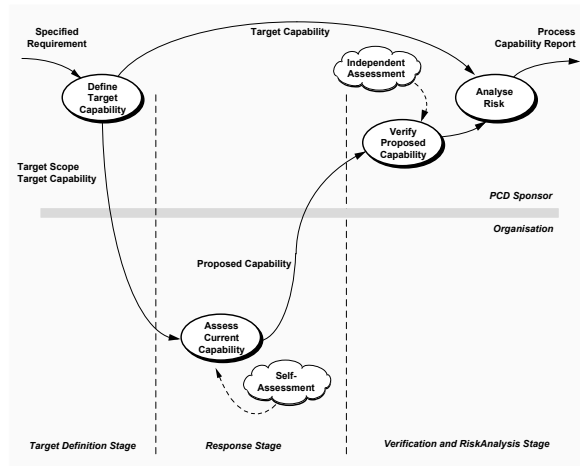 Specified
Requirement
Target Capability
Process
Capability Report
Independent
Assessment
Define
Target
Capability
Analyse
Risk
Verify
Proposed
Capability
Target Scope
Target Capability
PCD Sponsor
Organisation
Proposed Capability
Assess
Current
Capability
Self-
Assessment
Target Definition Stage
Response Stage
Verification and RiskAnalysis Stage